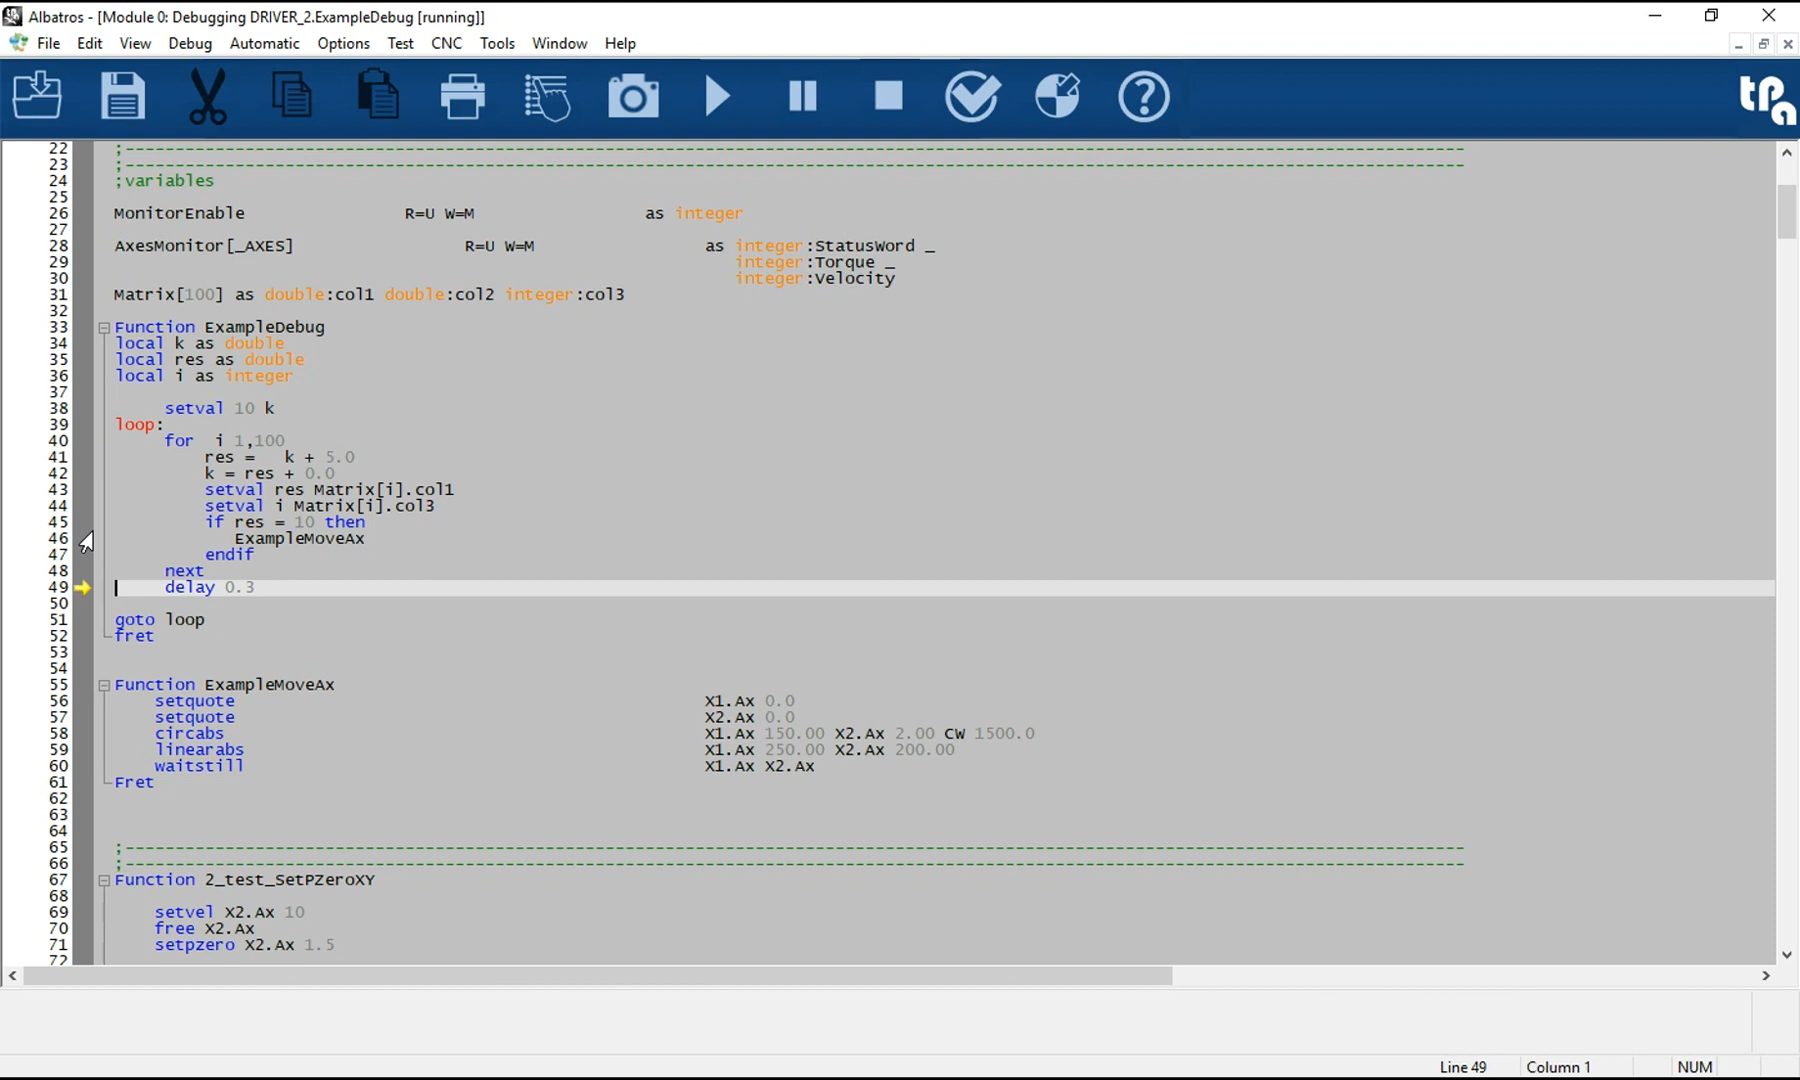 Albatros - [Module 0: Debugging DRIVER_2.ExampleDebug [running]]
File Edit View Debug Automatic Options Test CNC Tools Window Help
tpa
22 ;--------------------------------------------------------------------------------------------------------------------------------------
23 ;--------------------------------------------------------------------------------------------------------------------------------------
24 ;variables
25
26 MonitorEnable R=U W=M as integer
27
28 AxesMonitor[_AXES] R=U W=M as integer:StatusWord _
29 integer:Torque _
30 integer:Velocity
31 Matrix[100] as double:col1 double:col2 integer:col3
32
33 Function ExampleDebug
34 local k as double
35 local res as double
36 local i as integer
37
38 setval 10 k
39 loop:
40 for i 1,100
41 res = k + 5.0
42 k = res + 0.0
43 setval res Matrix[i].col1
44 setval i Matrix[i].col3
45 if res = 10 then
46 ExampleMoveAx
47 endif
48 next
49 delay 0.3
50
51 goto loop
52 fret
53
54
55 Function ExampleMoveAx
56 setquote X1.Ax 0.0
57 setquote X2.Ax 0.0
58 circabs X1.Ax 150.00 X2.Ax 2.00 CW 1500.0
59 linearabs X1.Ax 250.00 X2.Ax 200.00
60 waitstill X1.Ax X2.Ax
61 Fret
62
63
64
65 ;--------------------------------------------------------------------------------------------------------------------------------------
66 ;--------------------------------------------------------------------------------------------------------------------------------------
67 Function 2_test_SetPZeroXY
68
69 setvel X2.Ax 10
70 free X2.Ax
71 setpzero X2.Ax 1.5
72
Line 49 Column 1 NUM